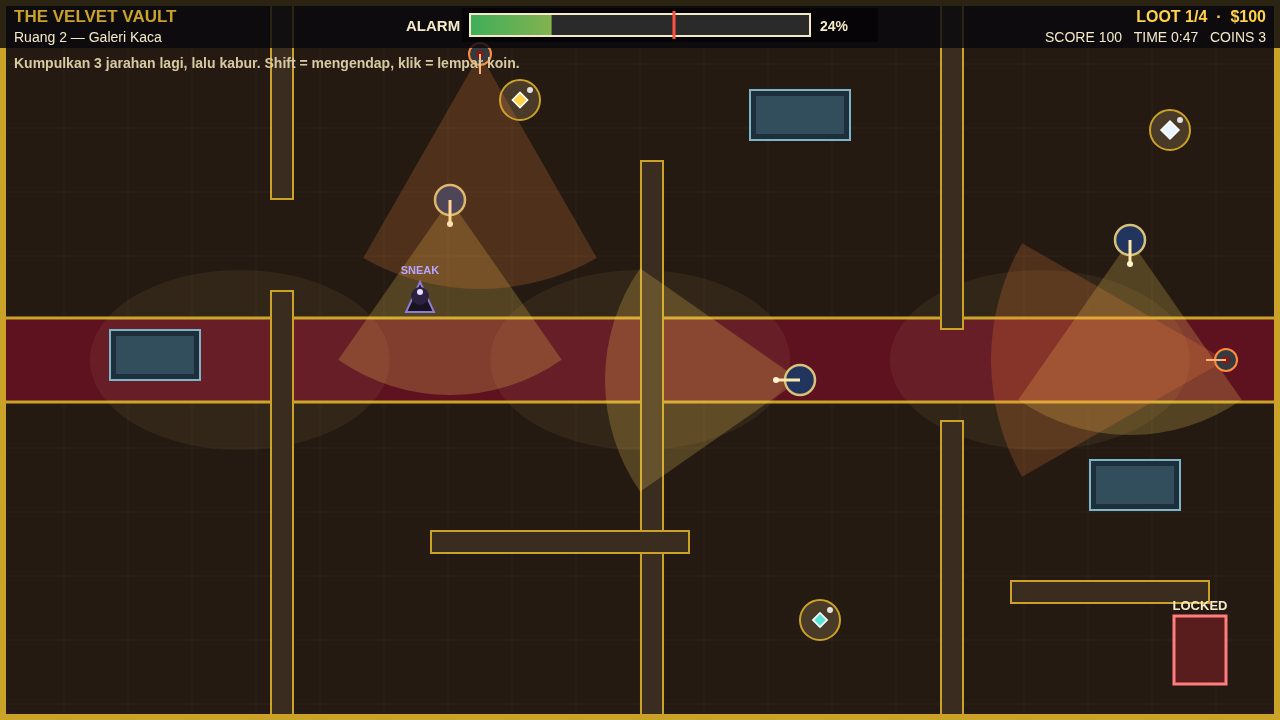 THE VELVET VAULT
Ruang 2 — Galeri Kaca
ALARM 24%
LOOT 1/4 · $100
SCORE 100 TIME 0:47 COINS 3
Kumpulkan 3 jarahan lagi, lalu kabur. Shift = mengendap, klik = lempar koin.
SNEAK
LOCKED